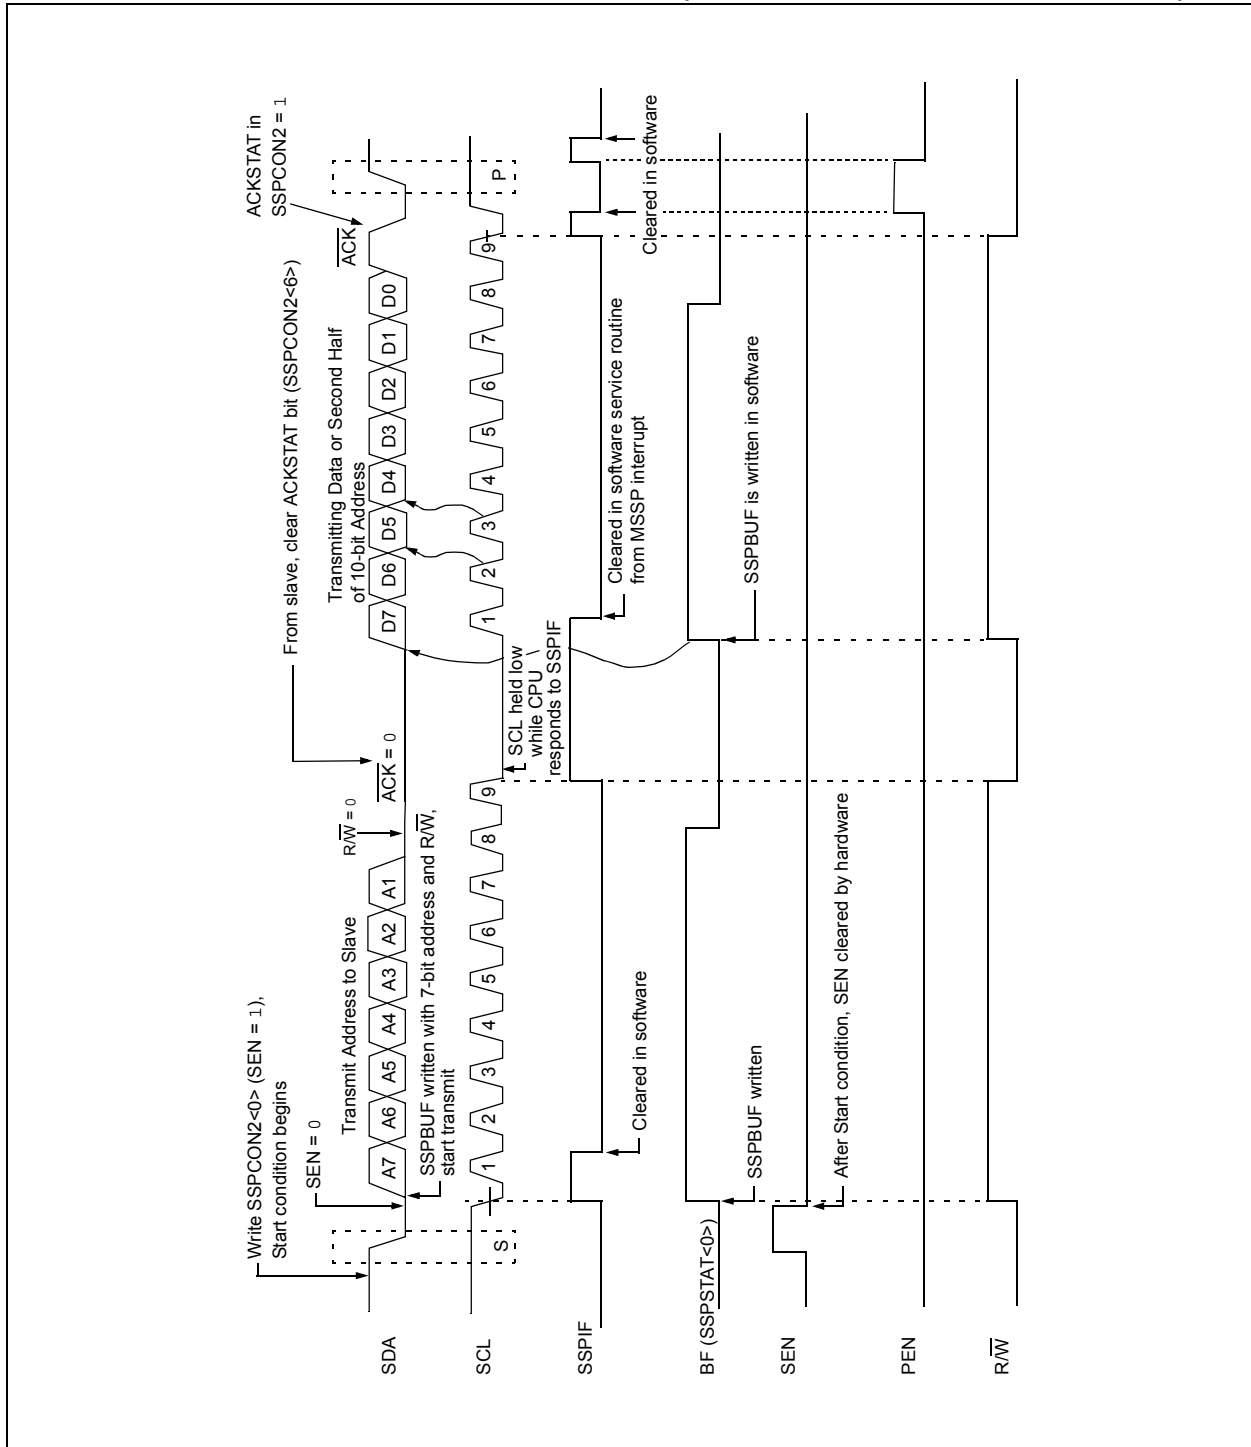 Write SSPCON2<0> (SEN = 1),
Start condition begins
SEN = 0
Transmit Address to Slave
R/W = 0
From slave, clear ACKSTAT bit (SSPCON2<6>)
ACK = 0
Transmitting Data or Second Half
of 10-bit Address
ACK
ACKSTAT in
SSPCON2 = 1
SDA
A7 A6 A5 A4 A3 A2 A1
D7 D6 D5 D4 D3 D2 D1 D0
SSPBUF written with 7-bit address and R/W,
start transmit
SCL
S
1 2 3 4 5 6 7 8 9
1 2 3 4 5 6 7 8 9
P
SCL held low
while CPU
responds to SSPIF
SSPIF
Cleared in software
Cleared in software service routine
from MSSP interrupt
Cleared in software
BF (SSPSTAT<0>)
SSPBUF written
SSPBUF is written in software
SEN
After Start condition, SEN cleared by hardware
PEN
R/W